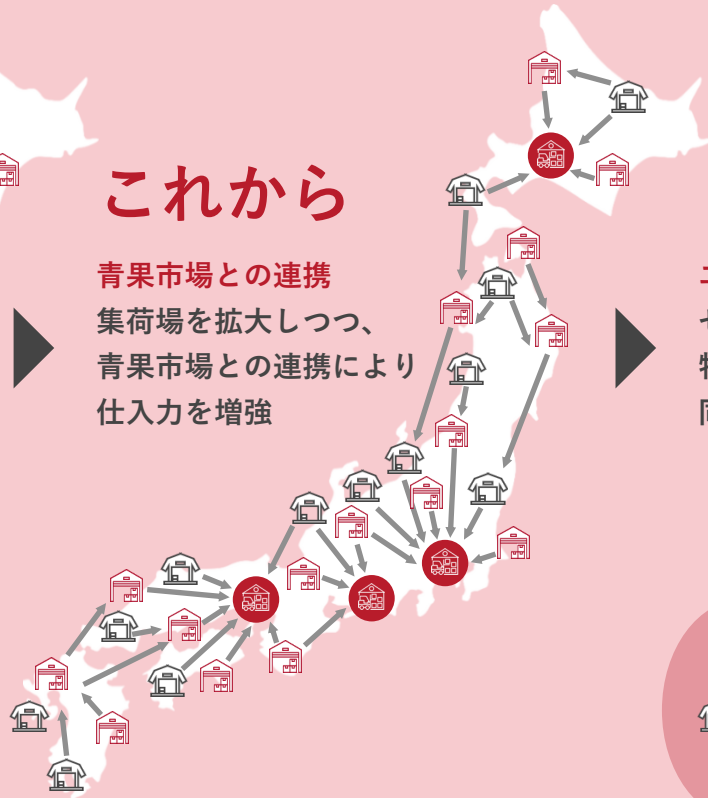 これから
青果市場との連携
集荷場を拡大しつつ、
青果市場との連携により
仕入力を増強